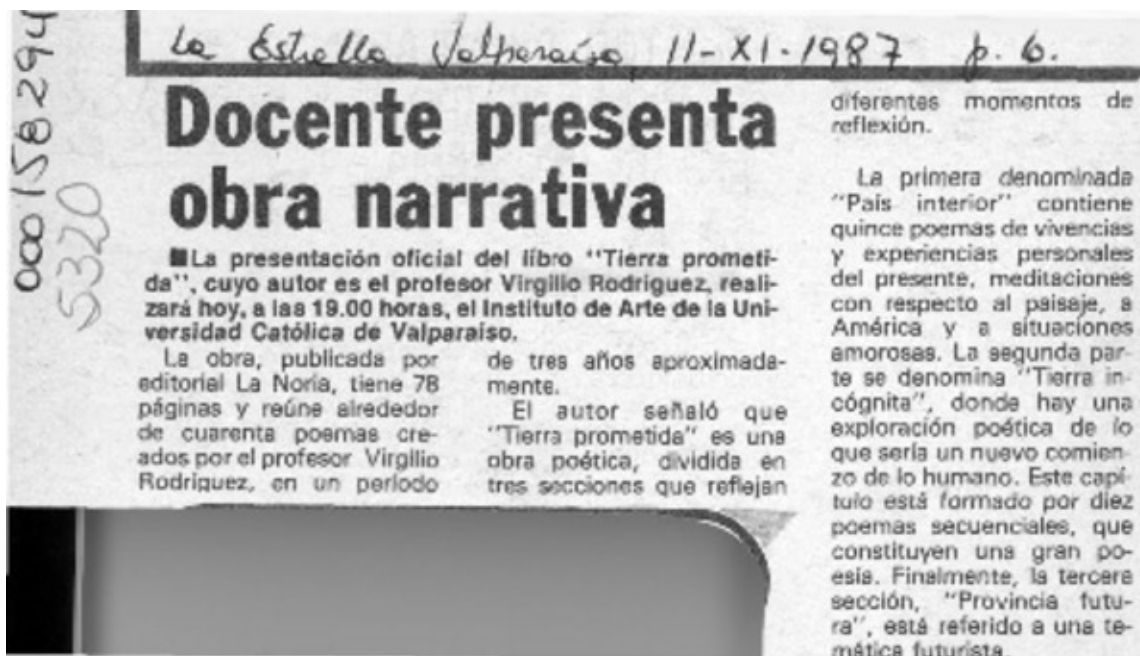 La Estrella Valparaíso, 11-XI-1987 p. 6.
000158294
5320
Docente presenta
obra narrativa
■La presentación oficial del libro "Tierra prometi-
da", cuyo autor es el profesor Virgilio Rodríguez, reali-
zará hoy, a las 19.00 horas, el Instituto de Arte de la Uni-
versidad Católica de Valparaíso.
La obra, publicada por
editorial La Noria, tiene 78
páginas y reúne alrededor
de cuarenta poemas cre-
ados por el profesor Virgilio
Rodríguez, en un período
de tres años aproximada-
mente.
El autor señaló que
"Tierra prometida" es una
obra poética, dividida en
tres secciones que reflejan
diferentes momentos de
reflexión.
La primera denominada
"País interior" contiene
quince poemas de vivencias
y experiencias personales
del presente, meditaciones
con respecto al paisaje, a
América y a situaciones
amorosas. La segunda par-
te se denomina "Tierra in-
cógnita", donde hay una
exploración poética de lo
que sería un nuevo comien-
zo de lo humano. Este capí-
tulo está formado por diez
poemas secuenciales, que
constituyen una gran po-
esía. Finalmente, la tercera
sección, "Provincia futu-
ra", está referido a una te-
mática futurista.